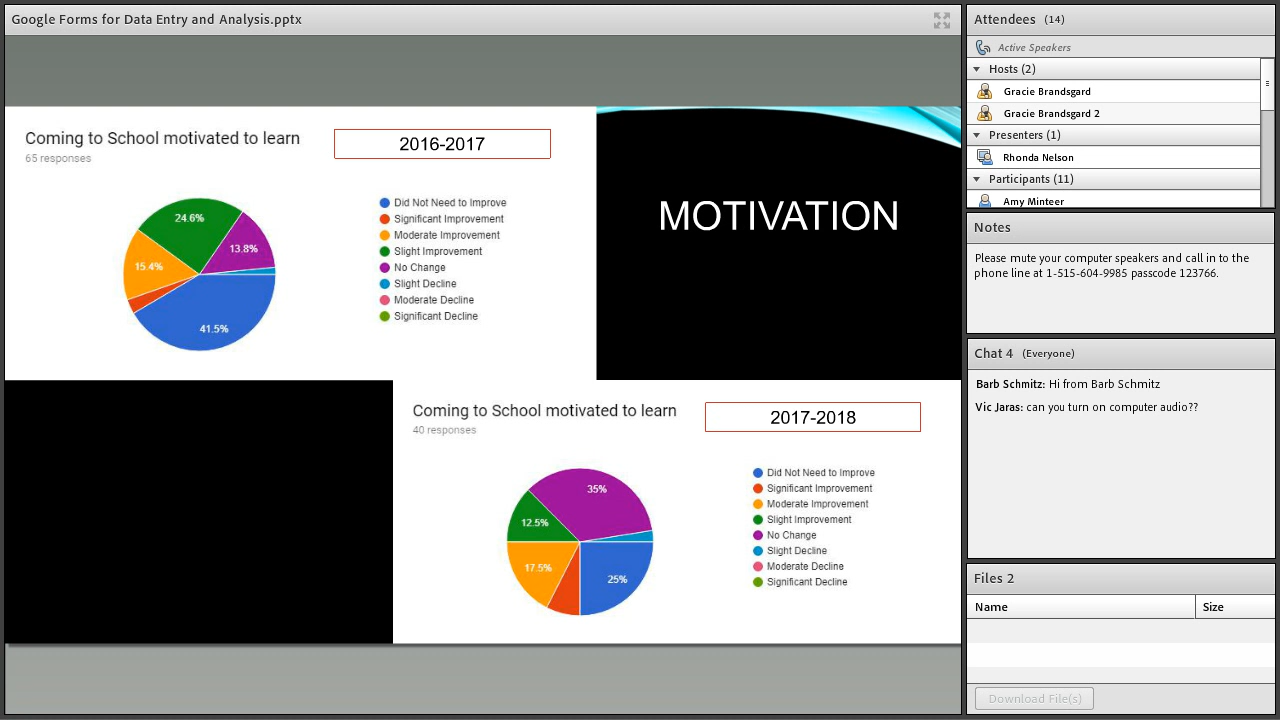 Google Forms for Data Entry and Analysis.pptx
Coming to School motivated to learn
65 responses
2016-2017
24.6%
13.8%
15.4%
41.5%
Did Not Need to Improve
Significant Improvement
Moderate Improvement
Slight Improvement
No Change
Slight Decline
Moderate Decline
Significant Decline
MOTIVATION
Coming to School motivated to learn
40 responses
2017-2018
35%
12.5%
17.5%
25%
Did Not Need to Improve
Significant Improvement
Moderate Improvement
Slight Improvement
No Change
Slight Decline
Moderate Decline
Significant Decline
Attendees (14)
Active Speakers
Hosts (2)
Gracie Brandsgard
Gracie Brandsgard 2
Presenters (1)
Rhonda Nelson
Participants (11)
Amy Minteer
Notes
Please mute your computer speakers and call in to the
phone line at 1-515-604-9985 passcode 123766.
Chat 4 (Everyone)
Barb Schmitz: Hi from Barb Schmitz
Vic Jaras: can you turn on computer audio??
Files 2
Name Size
Download File(s)